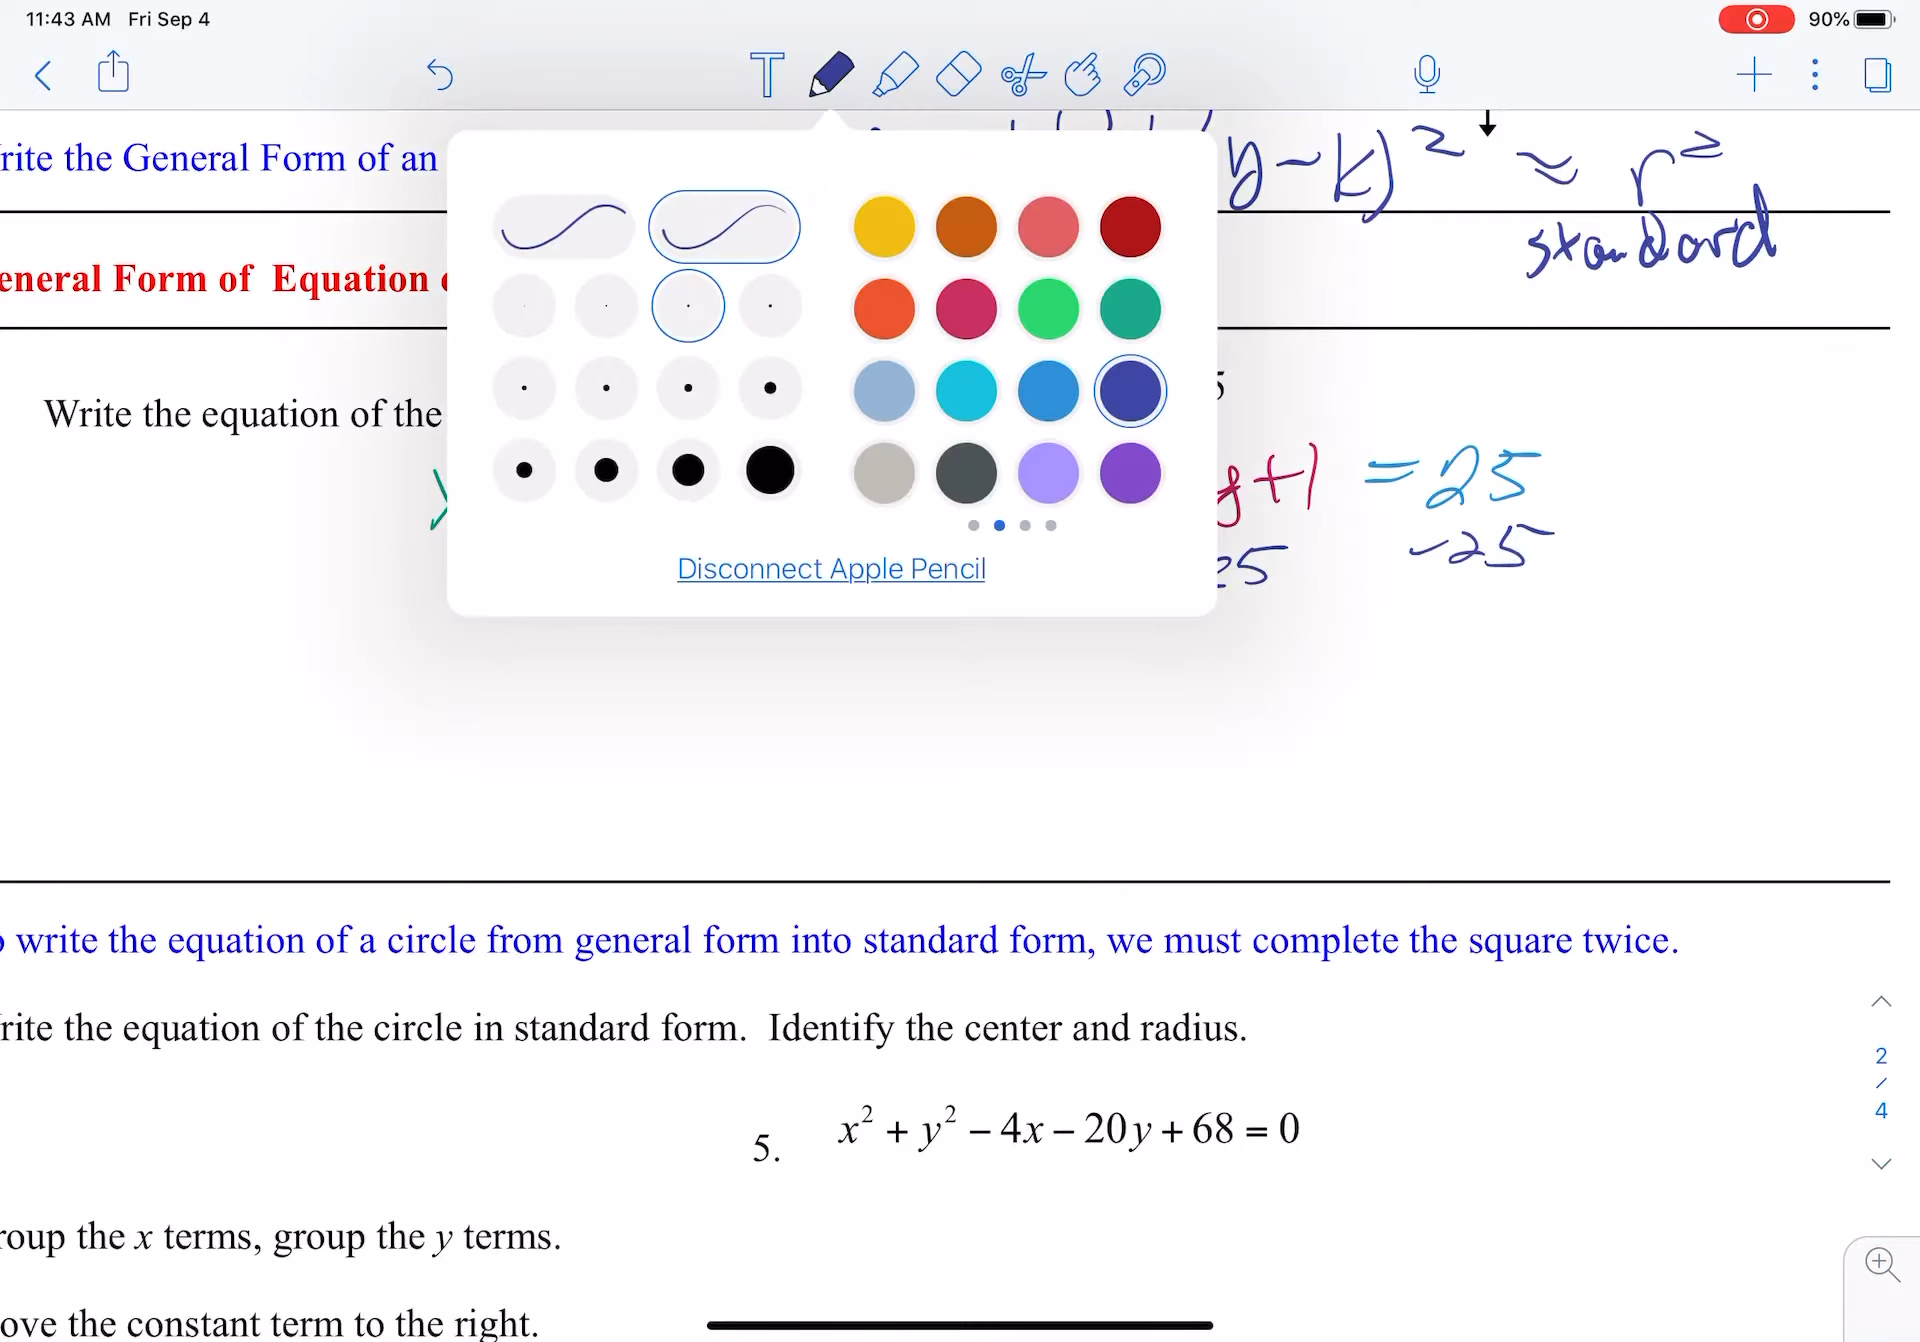 11:43 AM Fri Sep 4
90%
rite the General Form of an
y - k)² = r²
standard
eneral Form of Equation
Write the equation of the
5
y + 1 = 25
25 -25
Disconnect Apple Pencil
write the equation of a circle from general form into standard form, we must complete the square twice.
rite the equation of the circle in standard form. Identify the center and radius.
2
/
4
5. x² + y² − 4x − 20y + 68 = 0
roup the x terms, group the y terms.
ove the constant term to the right.